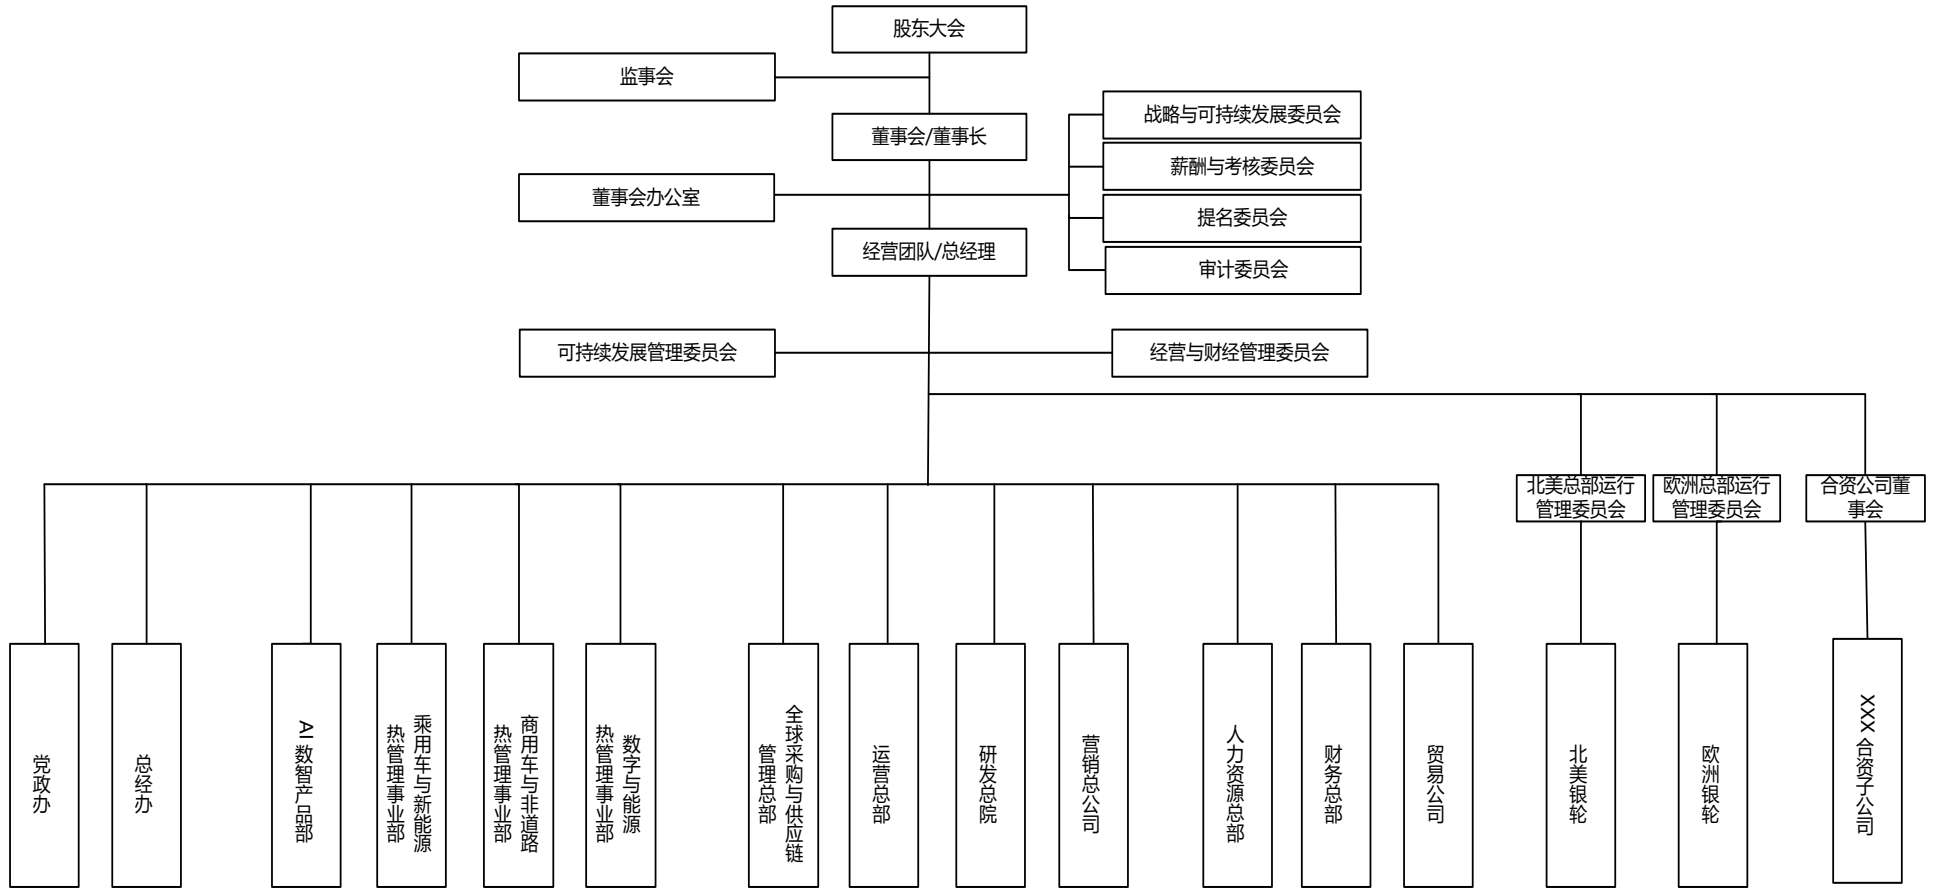 股东大会
监事会
董事会/董事长
战略与可持续发展委员会
薪酬与考核委员会
董事会办公室
提名委员会
经营团队/总经理
审计委员会
可持续发展管理委员会
经营与财经管理委员会
北美总部运行
管理委员会
欧洲总部运行
管理委员会
合资公司董
事会
党政办
总经办
AI 数智产品部
乘用车与新能源
热管理事业部
商用车与非道路
热管理事业部
数字与能源
热管理事业部
全球采购与供应链
管理总部
运营总部
研发总院
营销总公司
人力资源总部
财务总部
贸易公司
北美银轮
欧洲银轮
XXX 合资子公司